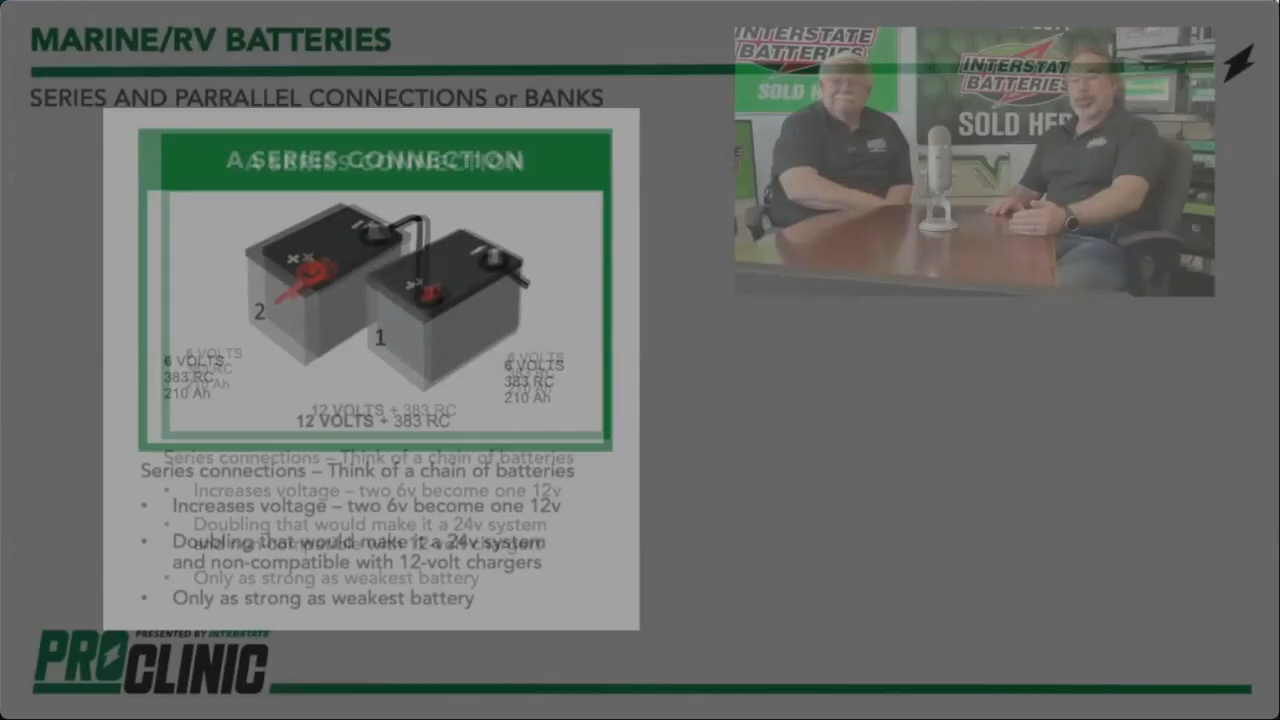 MARINE/RV BATTERIES
SERIES AND PARRALLEL CONNECTIONS or BANKS
INTERSTATE
BATTERIES
SOLD HE
INTERSTATE
BATTERIES
SOLD HER
A SERIES CONNECTION
2
1
6 VOLTS
383 RC
210 Ah
6 VOLTS
383 RC
210 Ah
12 VOLTS + 383 RC
Series connections – Think of a chain of batteries
• Increases voltage – two 6v become one 12v
• Doubling that would make it a 24v system
and non-compatible with 12-volt chargers
• Only as strong as weakest battery
PRO CLINIC
PRESENTED BY INTERSTATE